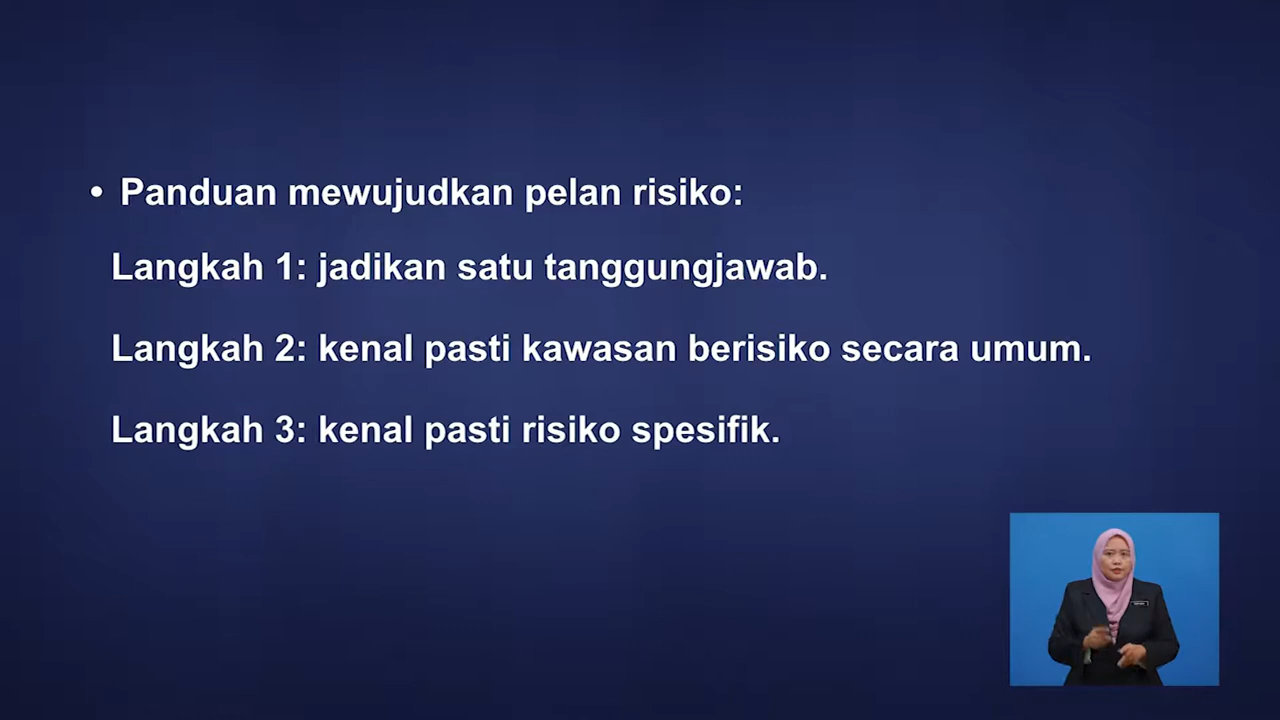 • Panduan mewujudkan pelan risiko:
Langkah 1: jadikan satu tanggungjawab.
Langkah 2: kenal pasti kawasan berisiko secara umum.
Langkah 3: kenal pasti risiko spesifik.